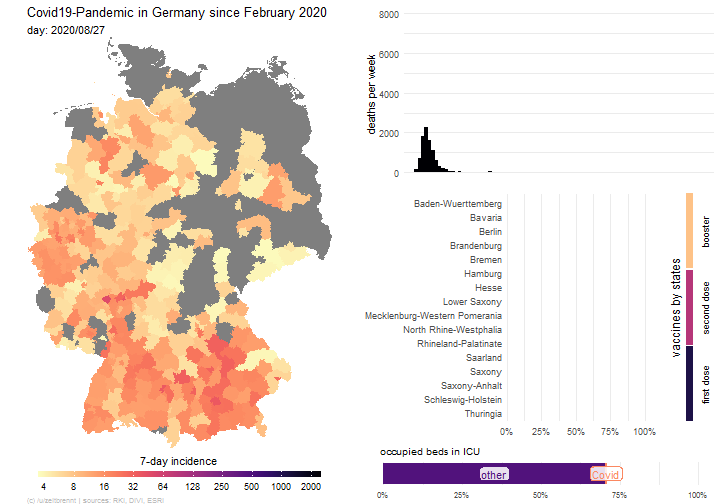 Covid19-Pandemic in Germany since February 2020
day: 2020/08/27
8000
6000
4000
2000
0
deaths per week
Baden-Wuerttemberg
Bavaria
Berlin
Brandenburg
Bremen
Hamburg
Hesse
Lower Saxony
Mecklenburg-Western Pomerania
North Rhine-Westphalia
Rhineland-Palatinate
Saarland
Saxony
Saxony-Anhalt
Schleswig-Holstein
Thuringia
0% 25% 50% 75% 100%
vaccines by states
booster
second dose
first dose
7-day incidence
4 8 16 32 64 128 250 500 1000 2000
(c) /u/zeitbrennt | sources: RKI, DIVI, ESRI
occupied beds in ICU
other Covid
0% 25% 50% 75% 100%